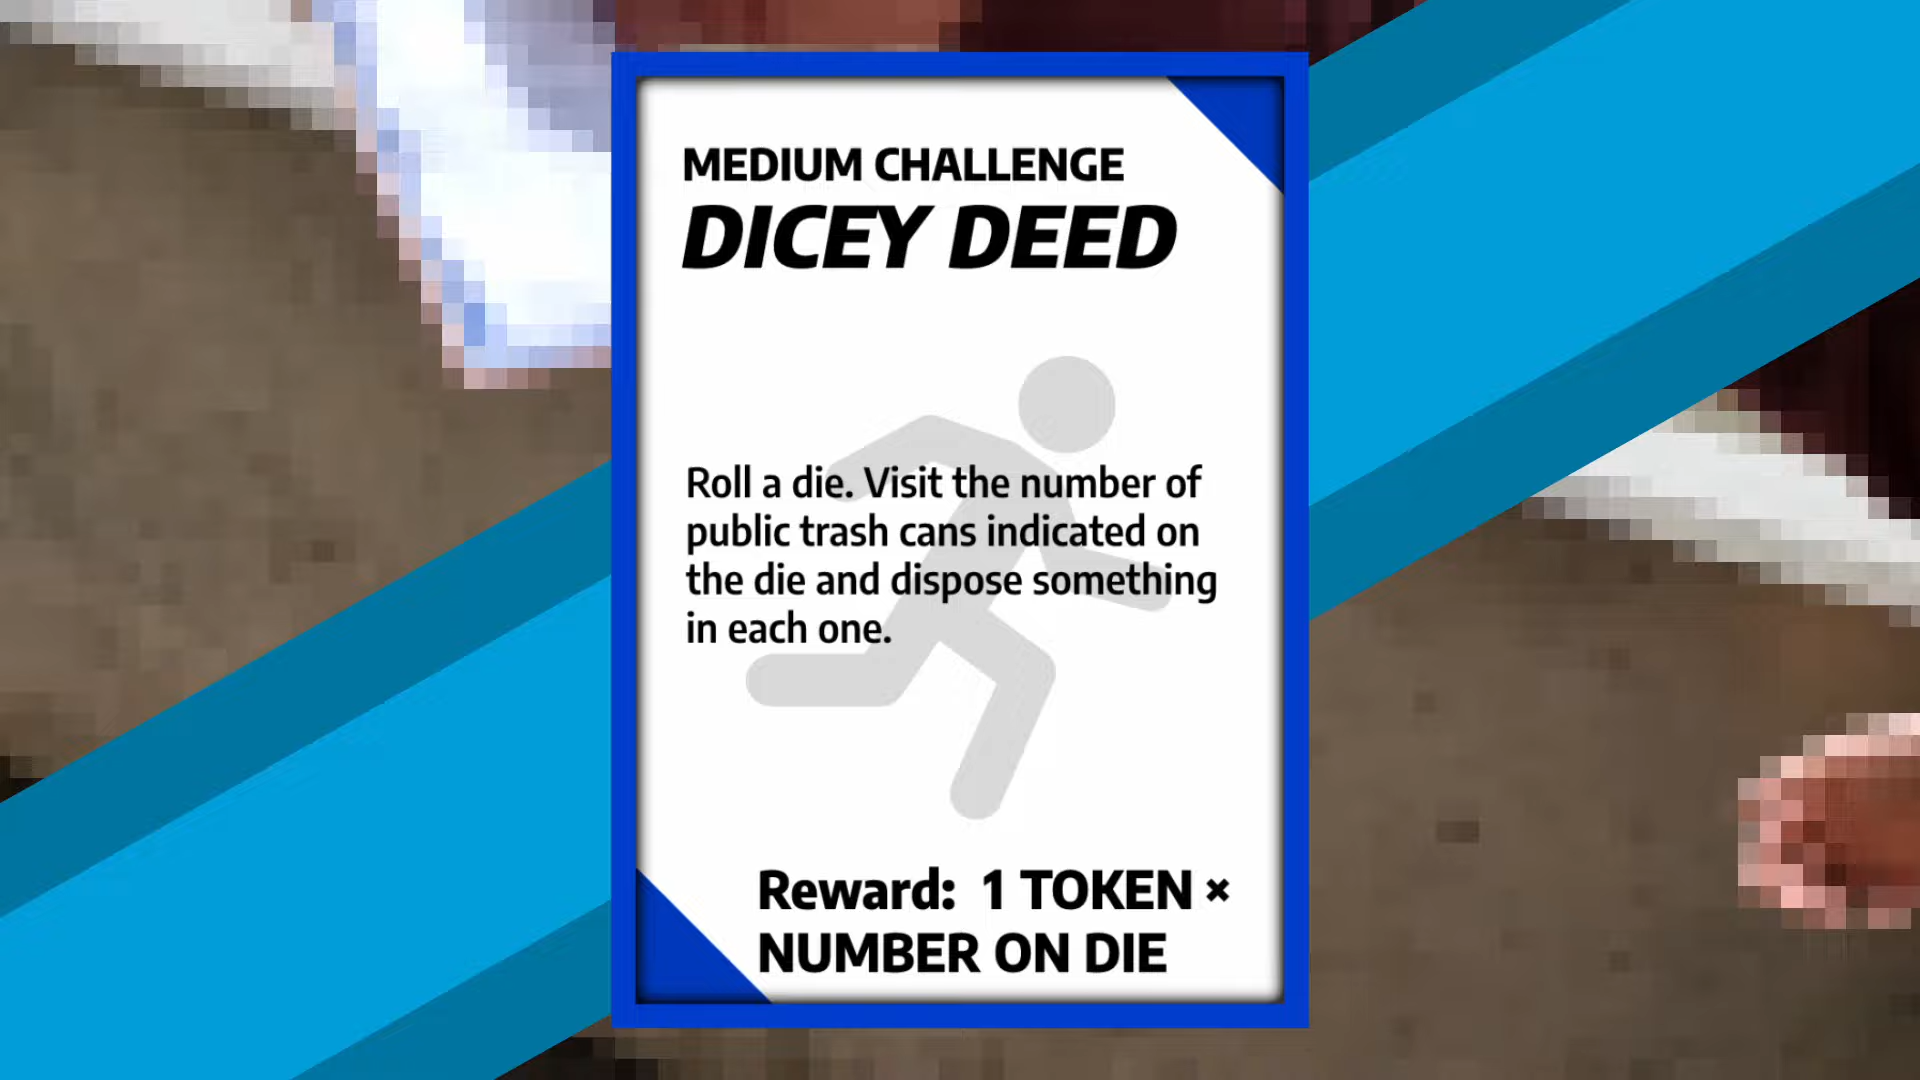 MEDIUM CHALLENGE
DICEY DEED
Roll a die. Visit the number of
public trash cans indicated on
the die and dispose something
in each one.
Reward: 1 TOKEN ×
NUMBER ON DIE